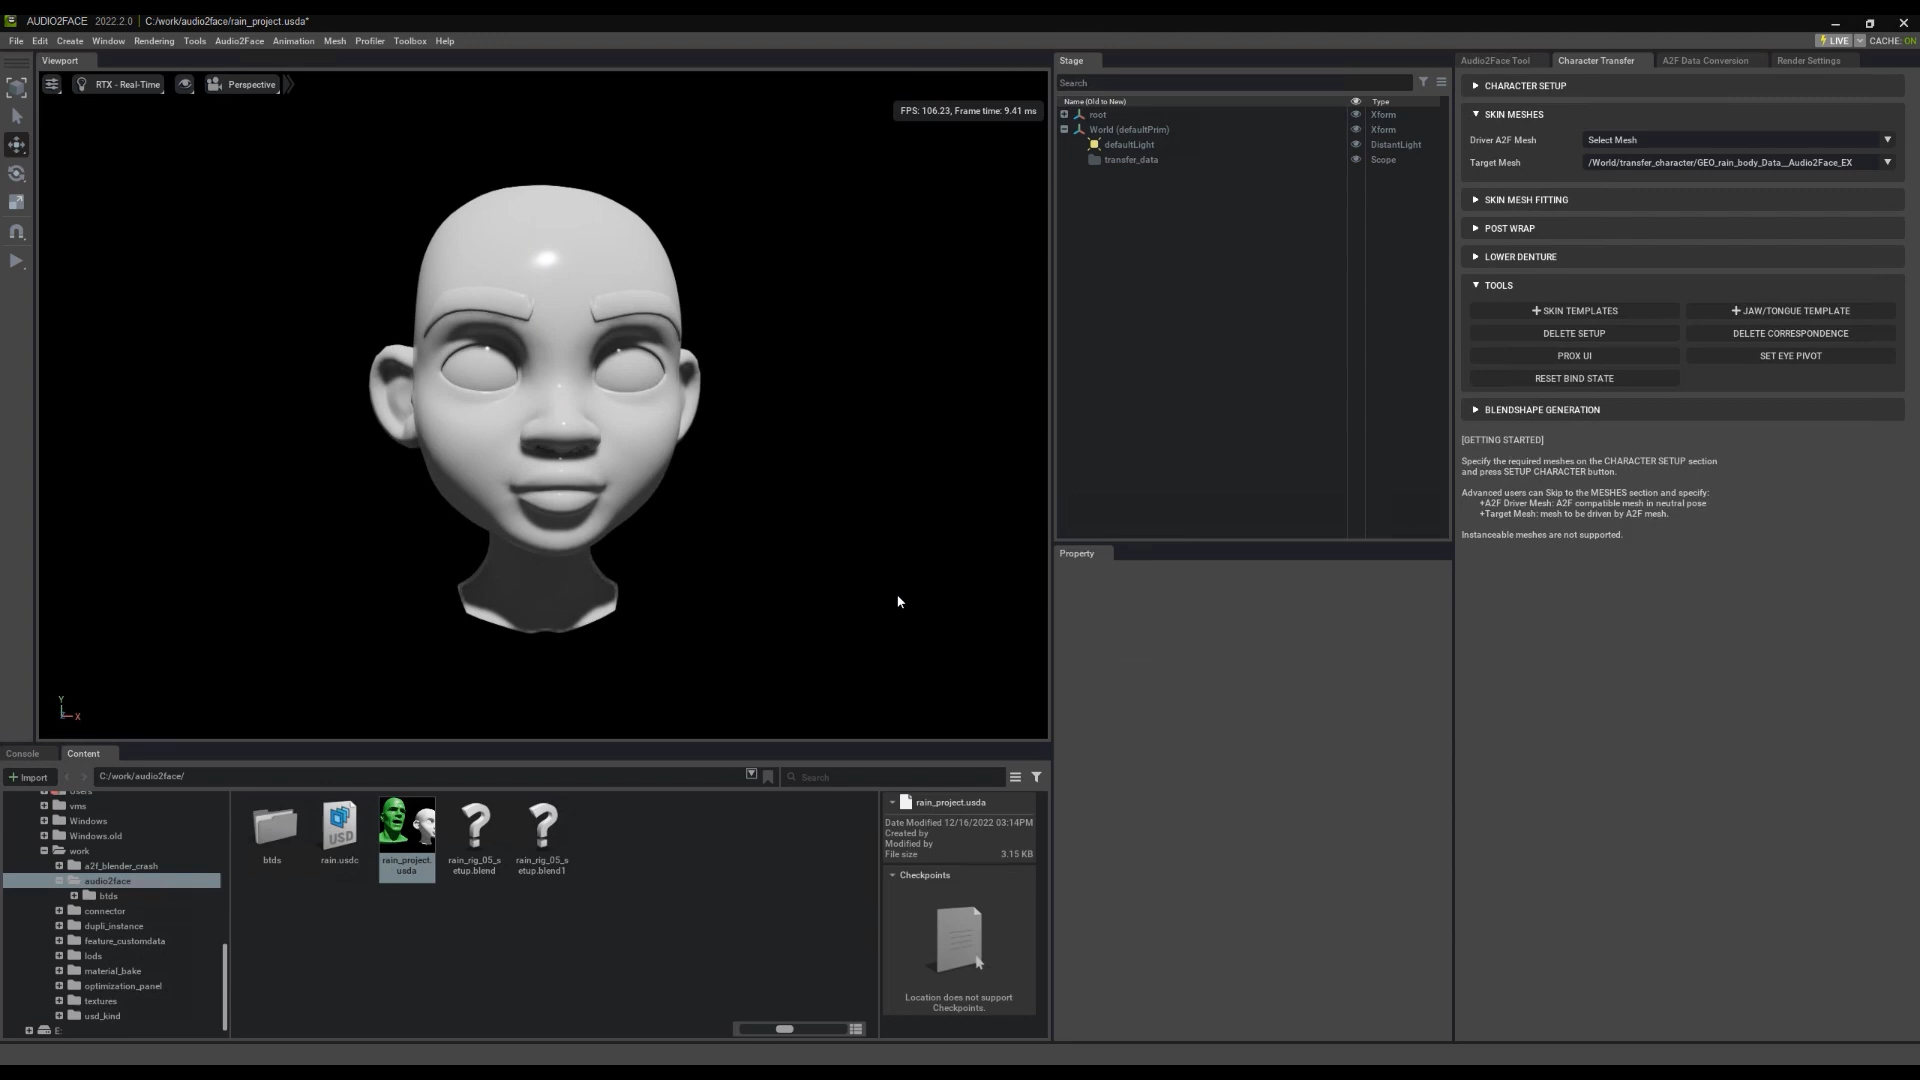 AUDIO2FACE 2022.2.0 C:/work/audio2face/rain_project.usda*
File Edit Create Window Rendering Tools Audio2Face Animation Mesh Profiler Toolbox Help
LIVE CACHE: ON
Viewport
RTX - Real-Time Perspective
FPS: 106.23, Frame time: 9.41 ms
Y
X
Stage
Search
Name (Old to New) Type
root Xform
World (defaultPrim) Xform
defaultLight DistantLight
transfer_data Scope
Property
Audio2Face Tool Character Transfer A2F Data Conversion Render Settings
CHARACTER SETUP
SKIN MESHES
Driver A2F Mesh Select Mesh
Target Mesh /World/transfer_character/GEO_rain_body_Data__Audio2Face_EX
SKIN MESH FITTING
POST WRAP
LOWER DENTURE
TOOLS
SKIN TEMPLATES JAW/TONGUE TEMPLATE
DELETE SETUP DELETE CORRESPONDENCE
PROX UI SET EYE PIVOT
RESET BIND STATE
BLENDSHAPE GENERATION
[GETTING STARTED]
Specify the required meshes on the CHARACTER SETUP section
and press SETUP CHARACTER button.
Advanced users can Skip to the MESHES section and specify:
+A2F Driver Mesh: A2F compatible mesh in neutral pose
+Target Mesh: mesh to be driven by A2F mesh.
Instanceable meshes are not supported.
Console Content
Import C:/work/audio2face/ Search
Users
vms
Windows
Windows.old
work
a2f_blender_crash
audio2face
btds
connector
dupli_instance
feature_customdata
lods
material_bake
optimization_panel
textures
usd_kind
E:
USD
btds
rain.usdc
rain_project.
usda
rain_rig_05_s
etup.blend
rain_rig_05_s
etup.blend1
rain_project.usda
Date Modified 12/16/2022 03:14PM
Created by
Modified by
File size 3.15 KB
Checkpoints
Location does not support
Checkpoints.